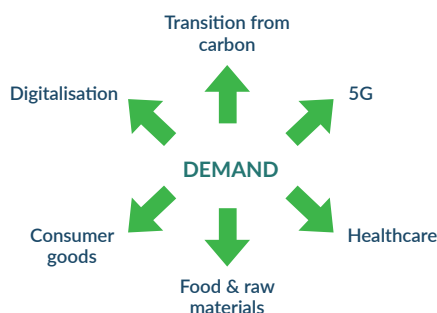 Transition from
carbon
Digitalisation
5G
DEMAND
Consumer
goods
Healthcare
Food & raw
materials